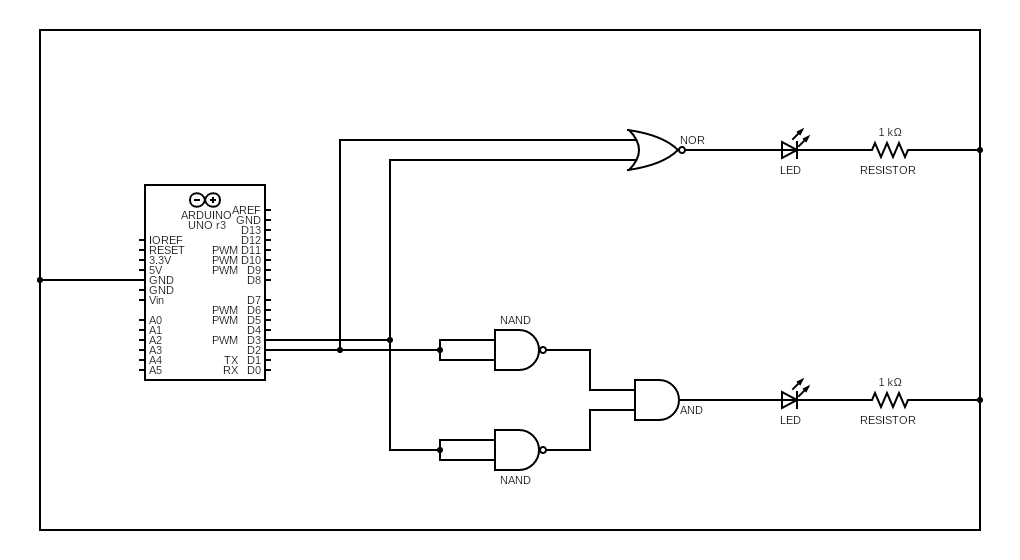 NOR
1 kΩ
LED
RESISTOR
ARDUINO
UNO r3
AREF
GND
D13
IOREF
D12
RESET
PWM D11
3.3V
PWM D10
5V
PWM D9
GND
D8
GND
Vin
D7
PWM D6
A0
PWM D5
A1
D4
A2
PWM D3
A3
D2
A4
TX D1
A5
RX D0
NAND
1 kΩ
AND
LED
RESISTOR
NAND